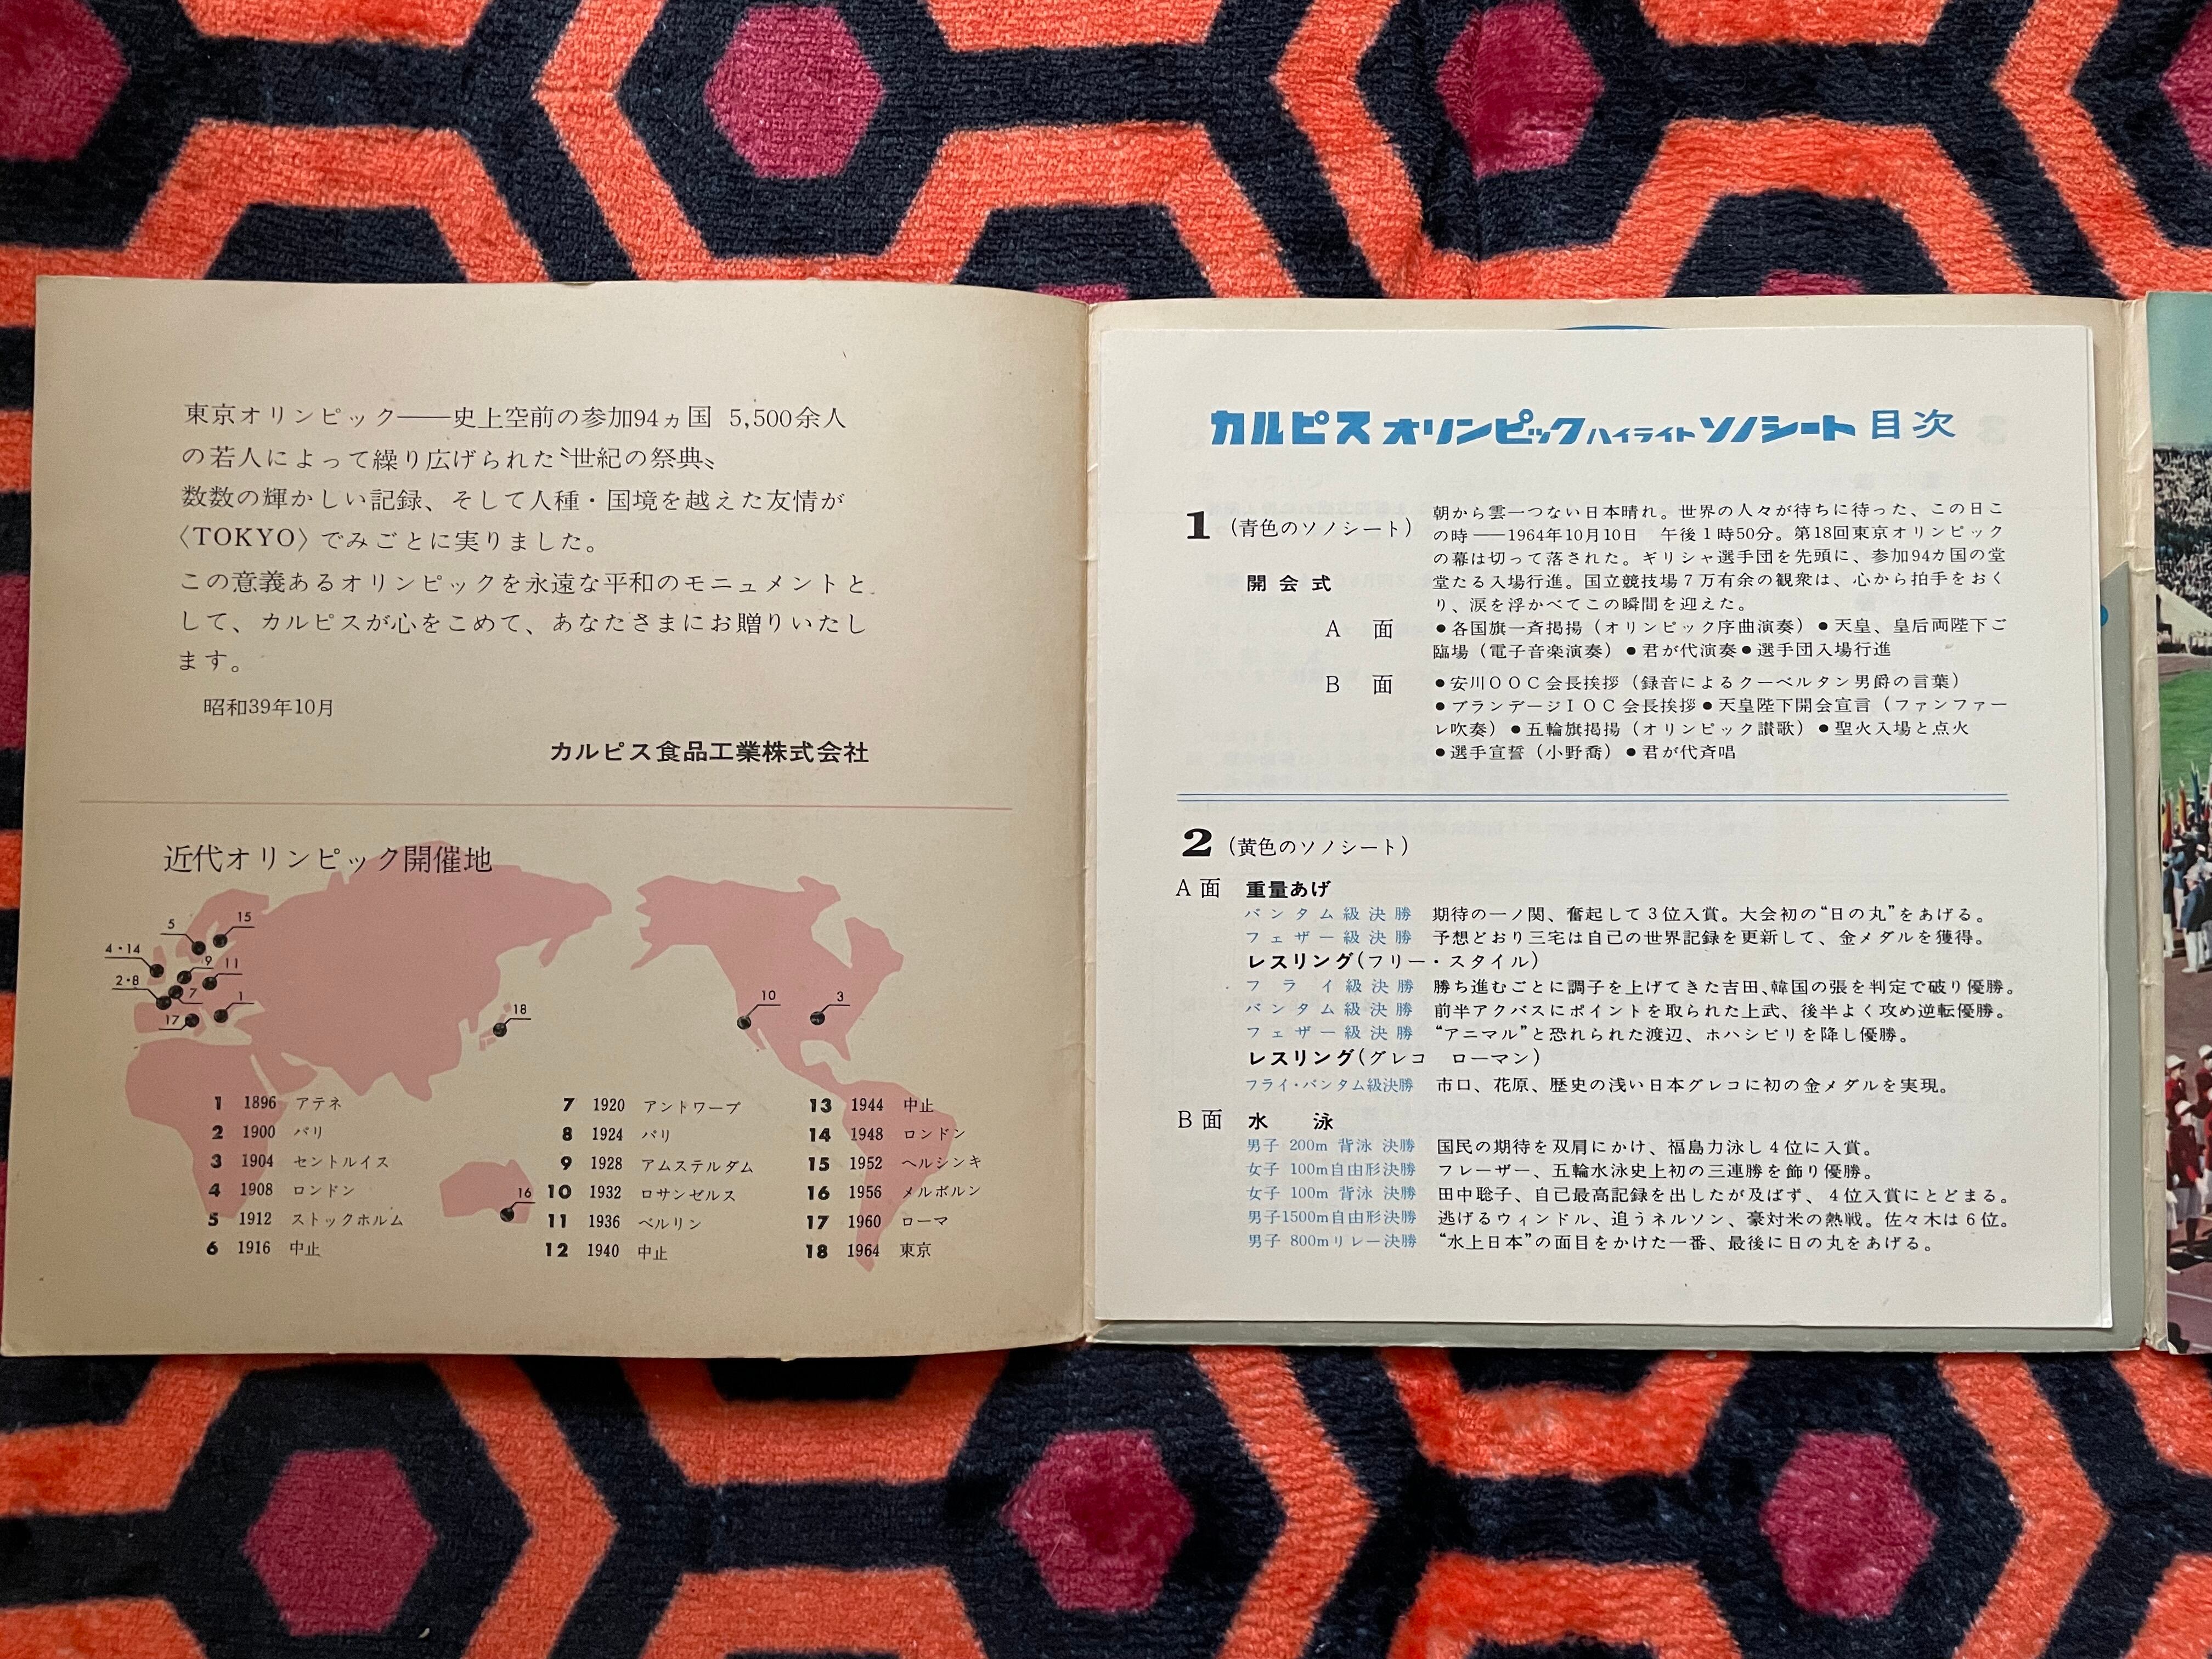 東京オリンピック——史上空前の参加94ヵ国 5,500余人
の若人によって繰り広げられた〝世紀の祭典〟
数数の輝かしい記録、そして人種・国境を越えた友情が
〈TOKYO〉でみごとに実りました。
この意義あるオリンピックを永遠な平和のモニュメントと
して、カルピスが心をこめて、あなたさまにお贈りいたし
ます。
昭和39年10月
カルピス食品工業株式会社
近代オリンピック開催地
5
15
4・14
9
11
2・8
7
1
17
18
10
3
16
1 1896 アテネ
2 1900 パリ
3 1904 セントルイス
4 1908 ロンドン
5 1912 ストックホルム
6 1916 中止
7 1920 アントワープ
8 1924 パリ
9 1928 アムステルダム
10 1932 ロサンゼルス
11 1936 ベルリン
12 1940 中止
13 1944 中止
14 1948 ロンドン
15 1952 ヘルシンキ
16 1956 メルボルン
17 1960 ローマ
18 1964 東京
カルピス オリンピック ハイライト ソノシート 目次
1 (青色のソノシート)
開会式
朝から雲一つない日本晴れ。世界の人々が待ちに待った、この日こ
の時——1964年10月10日 午後1時50分。第18回東京オリンピック
の幕は切って落された。ギリシャ選手団を先頭に、参加94カ国の堂
堂たる入場行進。国立競技場7万有余の観衆は、心から拍手をおく
り、涙を浮かべてこの瞬間を迎えた。
A 面 ●各国旗一斉掲揚(オリンピック序曲演奏)●天皇、皇后両陛下ご
臨場(電子音楽演奏)●君が代演奏●選手団入場行進
B 面 ●安川OOC会長挨拶(録音によるクーベルタン男爵の言葉)
●ブランデージIOC会長挨拶●天皇陛下開会宣言(ファンファー
レ吹奏)●五輪旗掲揚(オリンピック讃歌)●聖火入場と点火
●選手宣誓(小野喬)●君が代斉唱
2 (黄色のソノシート)
A面 重量あげ
バンタム級決勝 期待の一ノ関、奮起して3位入賞。大会初の“日の丸”をあげる。
フェザー級決勝 予想どおり三宅は自己の世界記録を更新して、金メダルを獲得。
レスリング(フリー・スタイル)
フライ級決勝 勝ち進むごとに調子を上げてきた吉田、韓国の張を判定で破り優勝。
バンタム級決勝 前半アクバスにポイントを取られた上武、後半よく攻め逆転優勝。
フェザー級決勝 “アニマル”と恐れられた渡辺、ホハシビリを降し優勝。
レスリング(グレコ ローマン)
フライ・バンタム級決勝 市口、花原、歴史の浅い日本グレコに初の金メダルを実現。
B面 水 泳
男子 200m 背泳 決勝 国民の期待を双肩にかけ、福島力泳し4位に入賞。
女子 100m自由形決勝 フレーザー、五輪水泳史上初の三連勝を飾り優勝。
女子 100m 背泳 決勝 田中聡子、自己最高記録を出したが及ばず、4位入賞にとどまる。
男子1500m自由形決勝 逃げるウィンドル、追うネルソン、豪対米の熱戦。佐々木は6位。
男子 800mリレー決勝 “水上日本”の面目をかけた一番、最後に日の丸をあげる。